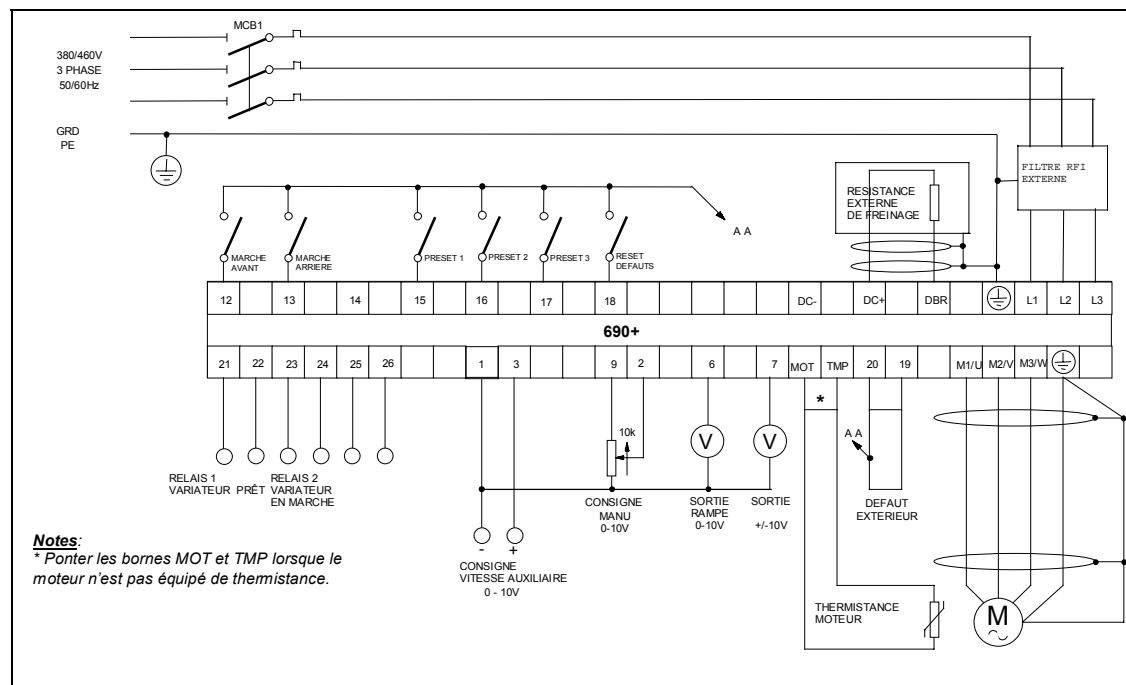 MCB1
380/460V
3 PHASE
50/60Hz
GRD
PE
FILTRE RFI
EXTERNE
RESISTANCE
EXTERNE
DE FREINAGE
A A
MARCHE
AVANT
MARCHE
ARRIERE
PRESET 1
PRESET 2
PRESET 3
RESET
DEFAUTS
12 13 14 15 16 17 18 DC- DC+ DBR L1 L2 L3
690+
21 22 23 24 25 26 1 3 9 2 6 7 MOT TMP 20 19 M1/U M2/V M3/W
*
10k
V
V
A A
RELAIS 1
VARIATEUR PRÊT
RELAIS 2
VARIATEUR
EN MARCHE
CONSIGNE
MANU
0-10V
SORTIE
RAMPE
0-10V
SORTIE
+/-10V
DEFAUT
EXTERIEUR
- +
CONSIGNE
VITESSE AUXILIAIRE
0 - 10V
THERMISTANCE
MOTEUR
M
Notes:
* Ponter les bornes MOT et TMP lorsque le
moteur n'est pas équipé de thermistance.